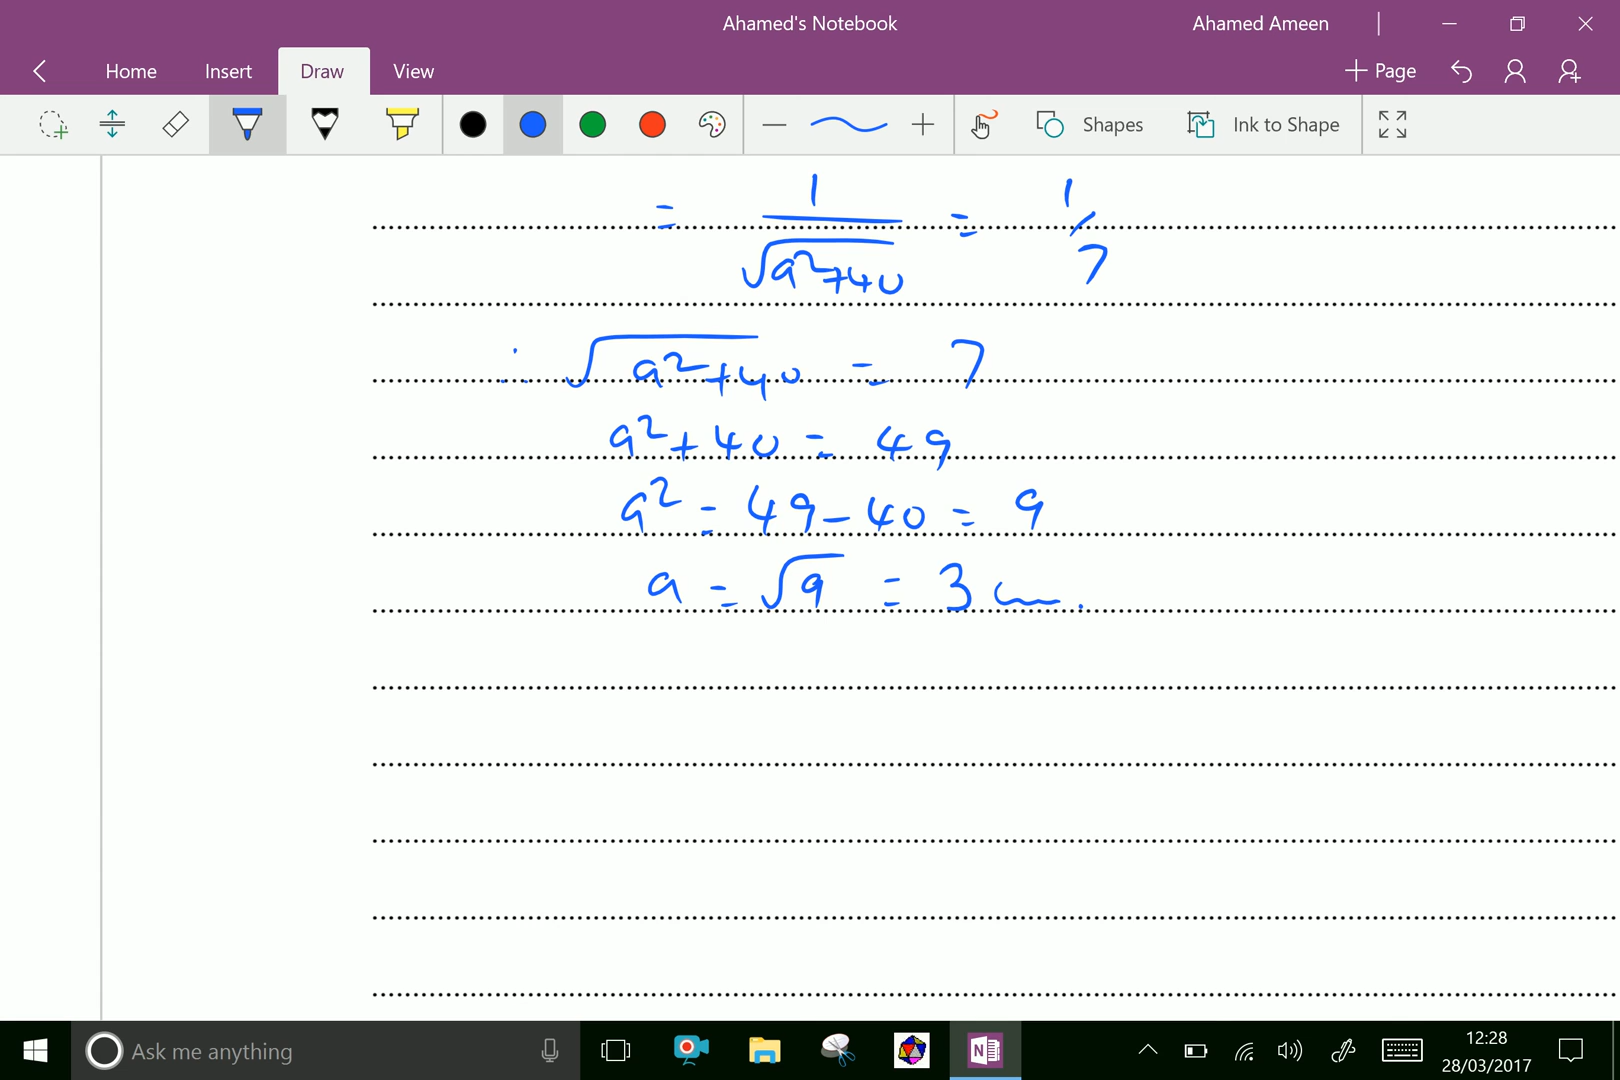 Ahamed's Notebook
Ahamed Ameen
Home Insert Draw View
Page
Shapes
Ink to Shape
= 1/√(a²+40) = 1/7
∴ √(a²+40) = 7
a²+40 = 49
a² = 49-40 = 9
a = √9 = 3 cm.
Ask me anything
12:28
28/03/2017